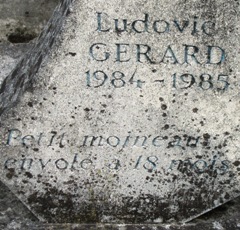 Ludovic
GERARD
1984-1985
Petit moineau
envolé à 18 mois